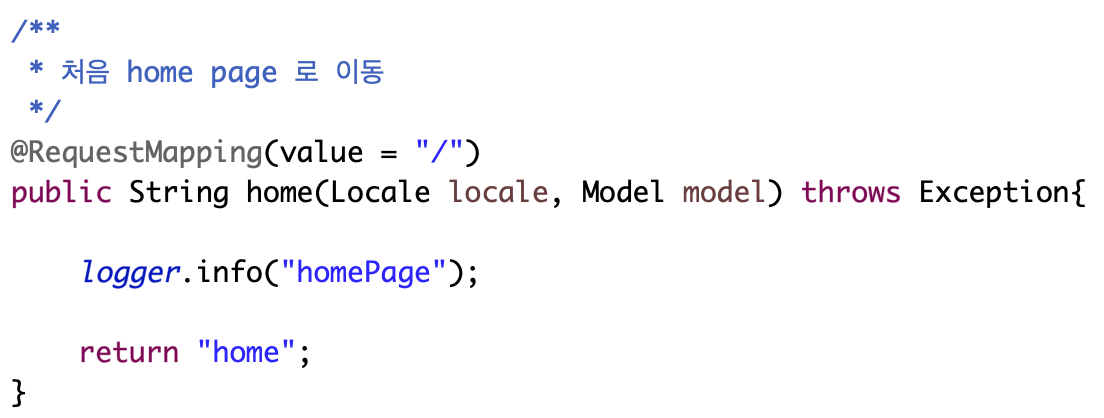 /**
 * 처음 home page 로 이동
 */
@RequestMapping(value = "/")
public String home(Locale locale, Model model) throws Exception{
logger.info("homePage");
return "home";
}